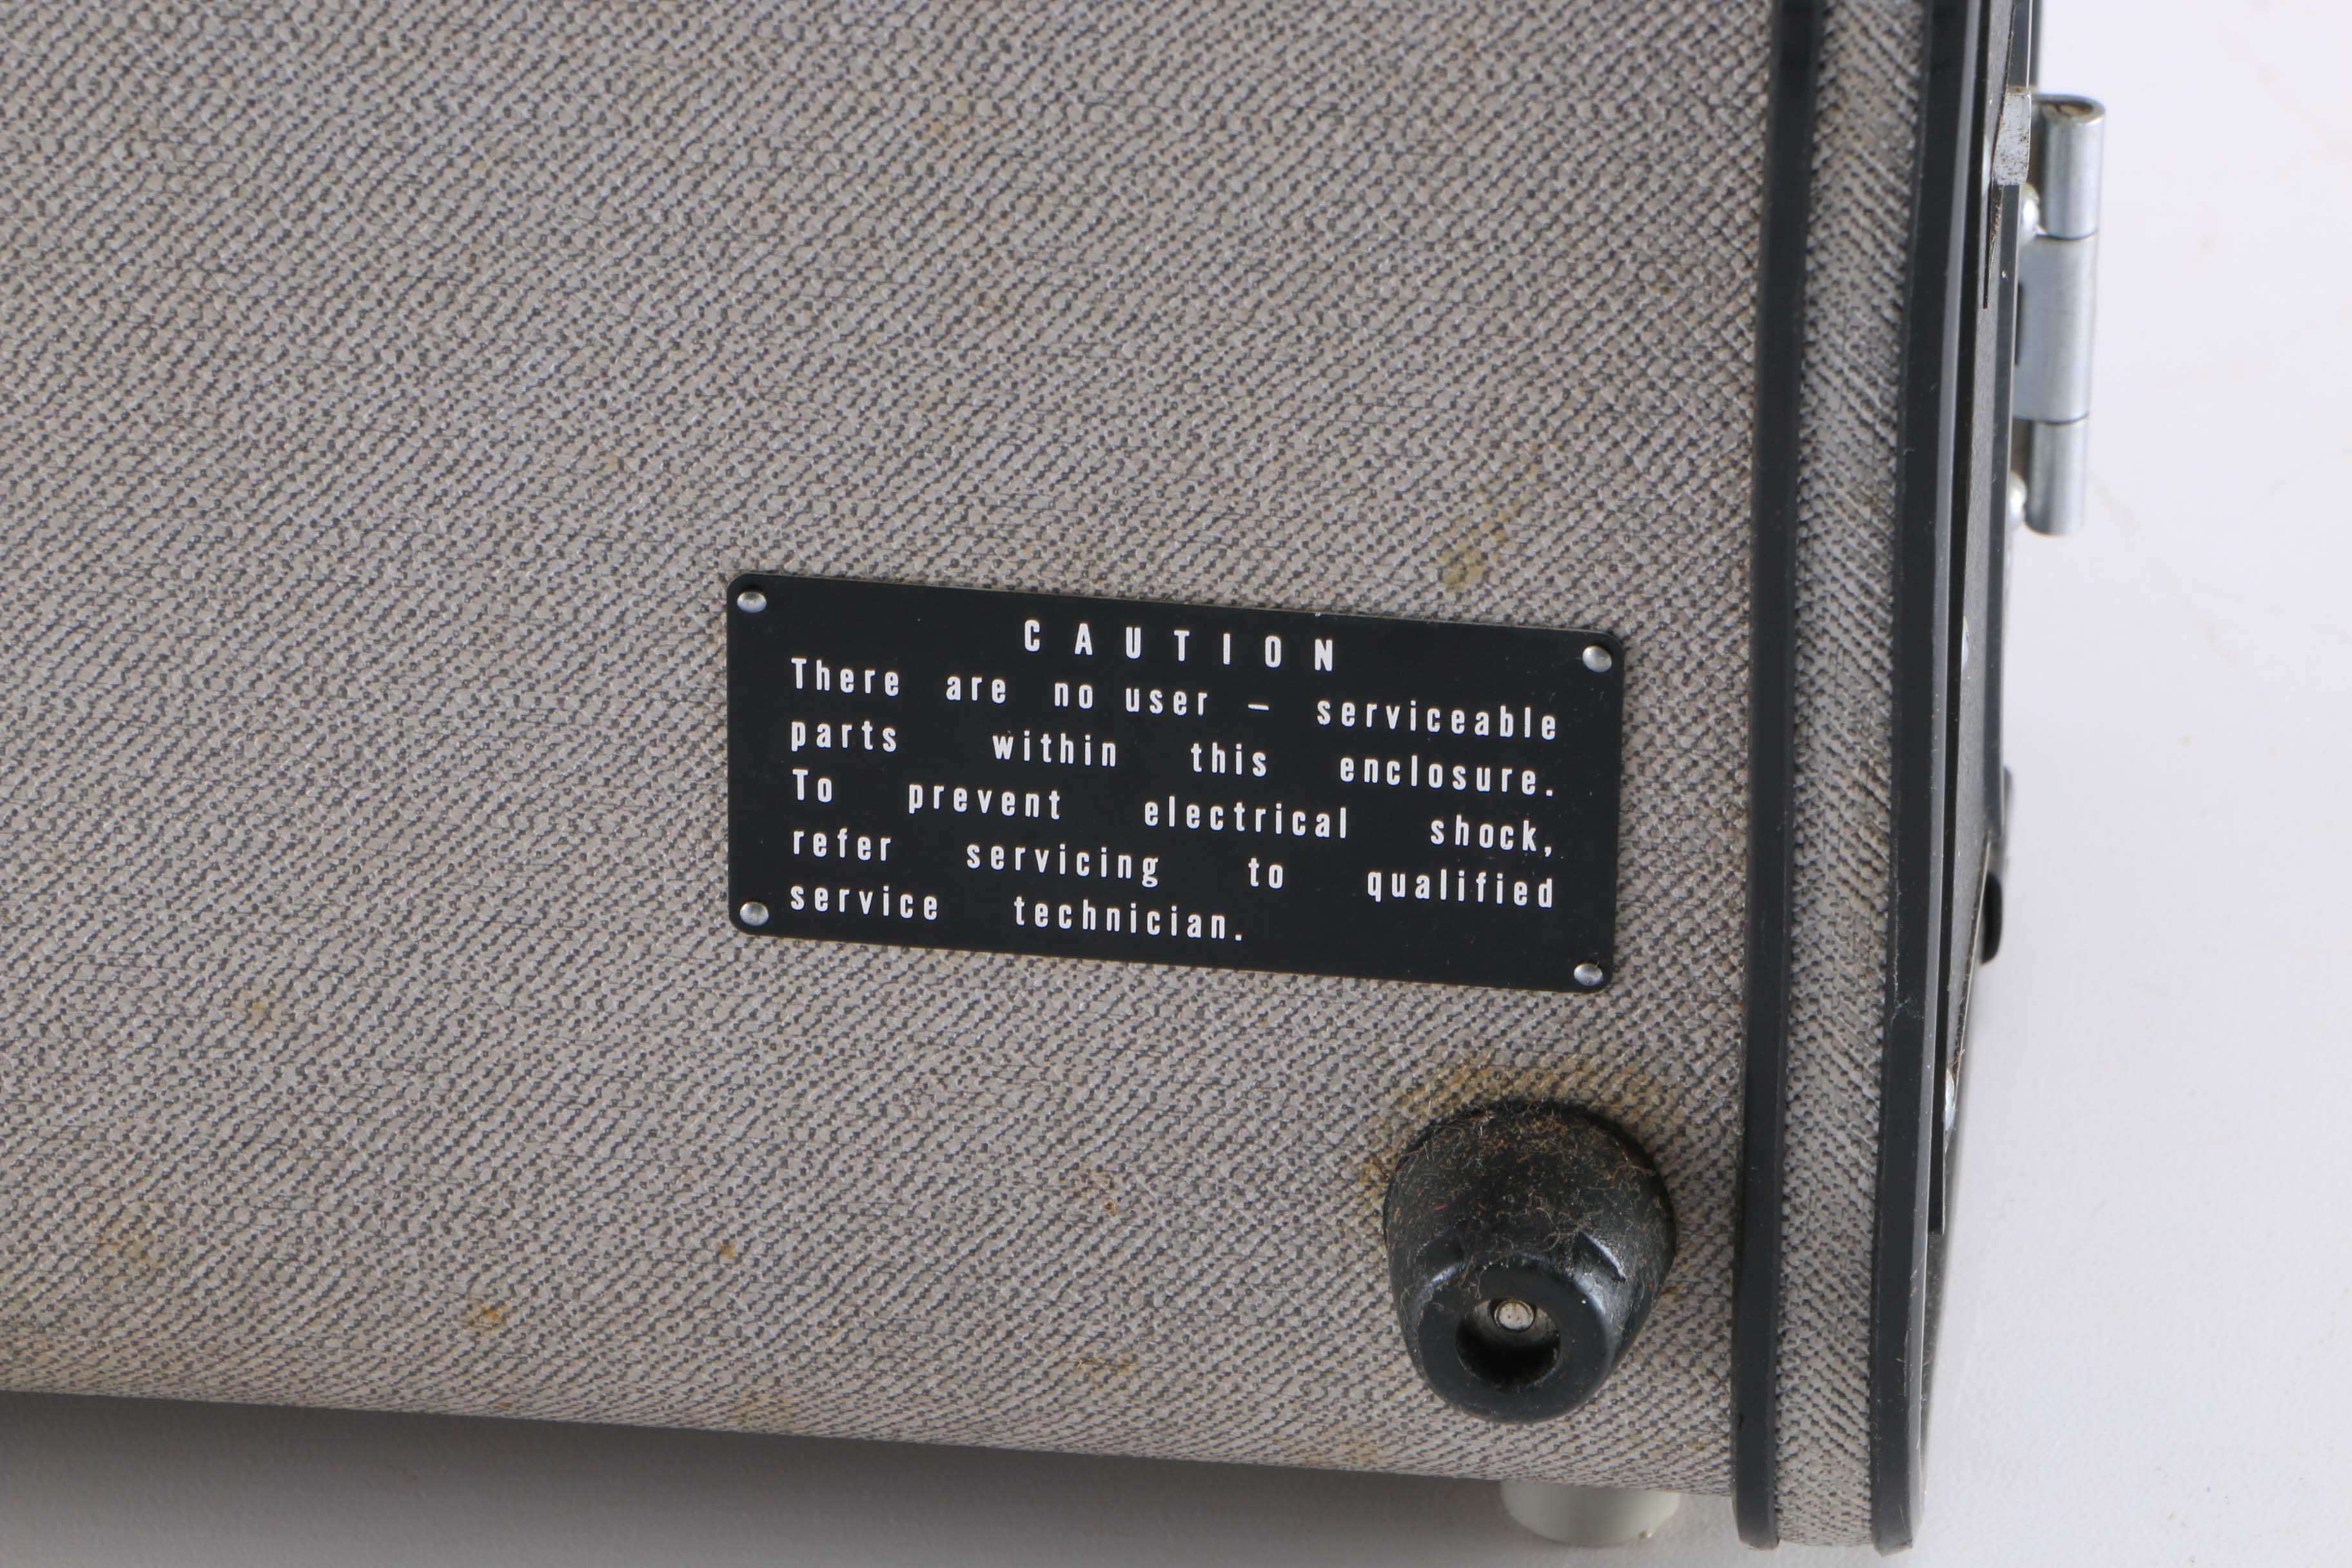 CAUTION
There are no user – serviceable
parts within this enclosure.
To prevent electrical shock,
refer servicing to qualified
service technician.